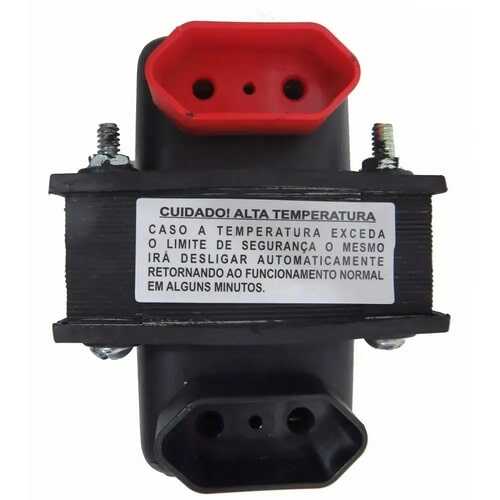 CUIDADO! ALTA TEMPERATURA
CASO A TEMPERATURA EXCEDA
O LIMITE DE SEGURANÇA O MESMO
IRÁ DESLIGAR AUTOMATICAMENTE
RETORNANDO AO FUNCIONAMENTO NORMAL
EM ALGUNS MINUTOS.